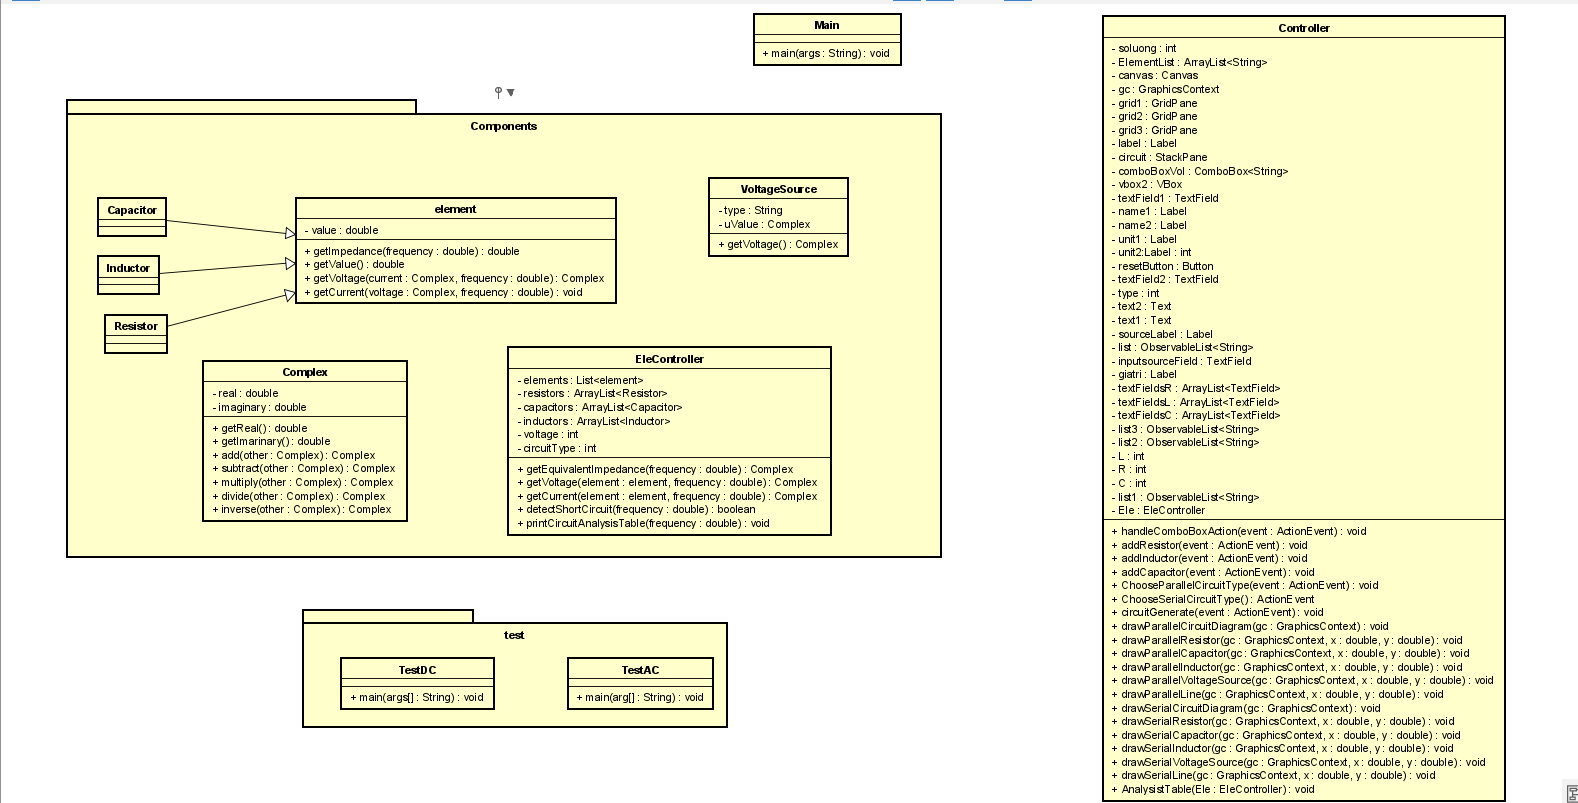 Main
+ main(args : String) : void
Components
Capacitor
Inductor
Resistor
element
- value : double
+ getImpedance(frequency : double) : double
+ getValue() : double
+ getVoltage(current : Complex, frequency : double) : Complex
+ getCurrent(voltage : Complex, frequency : double) : void
VoltageSource
- type : String
- uValue : Complex
+ getVoltage() : Complex
Complex
- real : double
- imaginary : double
+ getReal() : double
+ getImarinary() : double
+ add(other : Complex) : Complex
+ subtract(other : Complex) : Complex
+ multiply(other : Complex) : Complex
+ divide(other : Complex) : Complex
+ inverse(other : Complex) : Complex
EleController
- elements : List<element>
- resistors : ArrayList<Resistor>
- capacitors : ArrayList<Capacitor>
- inductors : ArrayList<Inductor>
- voltage : int
- circuitType : int
+ getEquivalentImpedance(frequency : double) : Complex
+ getVoltage(element : element, frequency : double) : Complex
+ getCurrent(element : element, frequency : double) : Complex
+ detectShortCircuit(frequency : double) : boolean
+ printCircuitAnalysisTable(frequency : double) : void
test
TestDC
+ main(args[] : String) : void
TestAC
+ main(arg[] : String) : void
Controller
- soluong : int
- ElementList : ArrayList<String>
- canvas : Canvas
- gc : GraphicsContext
- grid1 : GridPane
- grid2 : GridPane
- grid3 : GridPane
- label : Label
- circuit : StackPane
- comboBoxVol : ComboBox<String>
- vbox2 : VBox
- textField1 : TextField
- name1 : Label
- name2 : Label
- unit1 : Label
- unit2:Label : int
- resetButton : Button
- textField2 : TextField
- type : int
- text2 : Text
- text1 : Text
- sourceLabel : Label
- list : ObservableList<String>
- inputsourceField : TextField
- giatri : Label
- textFieldsR : ArrayList<TextField>
- textFieldsL : ArrayList<TextField>
- textFieldsC : ArrayList<TextField>
- list3 : ObservableList<String>
- list2 : ObservableList<String>
- L : int
- R : int
- C : int
- list1 : ObservableList<String>
- Ele : EleController
+ handleComboBoxAction(event : ActionEvent) : void
+ addResistor(event : ActionEvent) : void
+ addInductor(event : ActionEvent) : void
+ addCapacitor(event : ActionEvent) : void
+ ChooseParallelCircuitType(event : ActionEvent) : void
+ ChooseSerialCircuitType() : ActionEvent
+ circuitGenerate(event : ActionEvent) : void
+ drawParallelCircuitDiagram(gc : GraphicsContext) : void
+ drawParallelResistor(gc : GraphicsContext, x : double, y : double) : void
+ drawParallelCapacitor(gc : GraphicsContext, x : double, y : double) : void
+ drawParallelInductor(gc : GraphicsContext, x : double, y : double) : void
+ drawParallelVoltageSource(gc : GraphicsContext, x : double, y : double) : void
+ drawParallelLine(gc : GraphicsContext, x : double, y : double) : void
+ drawSerialCircuitDiagram(gc : GraphicsContext) : void
+ drawSerialResistor(gc : GraphicsContext, x : double, y : double) : void
+ drawSerialCapacitor(gc : GraphicsContext, x : double, y : double) : void
+ drawSerialInductor(gc : GraphicsContext, x : double, y : double) : void
+ drawSerialVoltageSource(gc : GraphicsContext, x : double, y : double) : void
+ drawSerialLine(gc : GraphicsContext, x : double, y : double) : void
+ AnalysistTable(Ele : EleController) : void